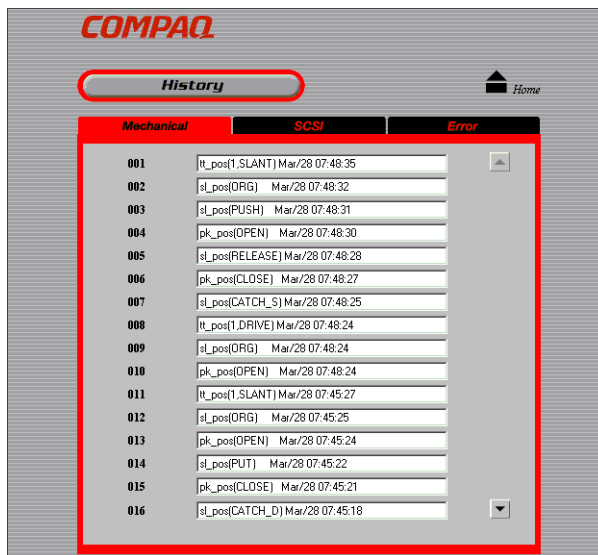 COMPAQ
History
Home
Mechanical SCSI Error
001 tt_pos(1,SLANT) Mar/28 07:48:35
002 sl_pos(ORG) Mar/28 07:48:32
003 sl_pos(PUSH) Mar/28 07:48:31
004 pk_pos(OPEN) Mar/28 07:48:30
005 sl_pos(RELEASE) Mar/28 07:48:28
006 pk_pos(CLOSE) Mar/28 07:48:27
007 sl_pos(CATCH_S) Mar/28 07:48:25
008 tt_pos(1,DRIVE) Mar/28 07:48:24
009 sl_pos(ORG) Mar/28 07:48:24
010 pk_pos(OPEN) Mar/28 07:48:24
011 tt_pos(1,SLANT) Mar/28 07:45:27
012 sl_pos(ORG) Mar/28 07:45:25
013 pk_pos(OPEN) Mar/28 07:45:24
014 sl_pos(PUT) Mar/28 07:45:22
015 pk_pos(CLOSE) Mar/28 07:45:21
016 sl_pos(CATCH_D) Mar/28 07:45:18